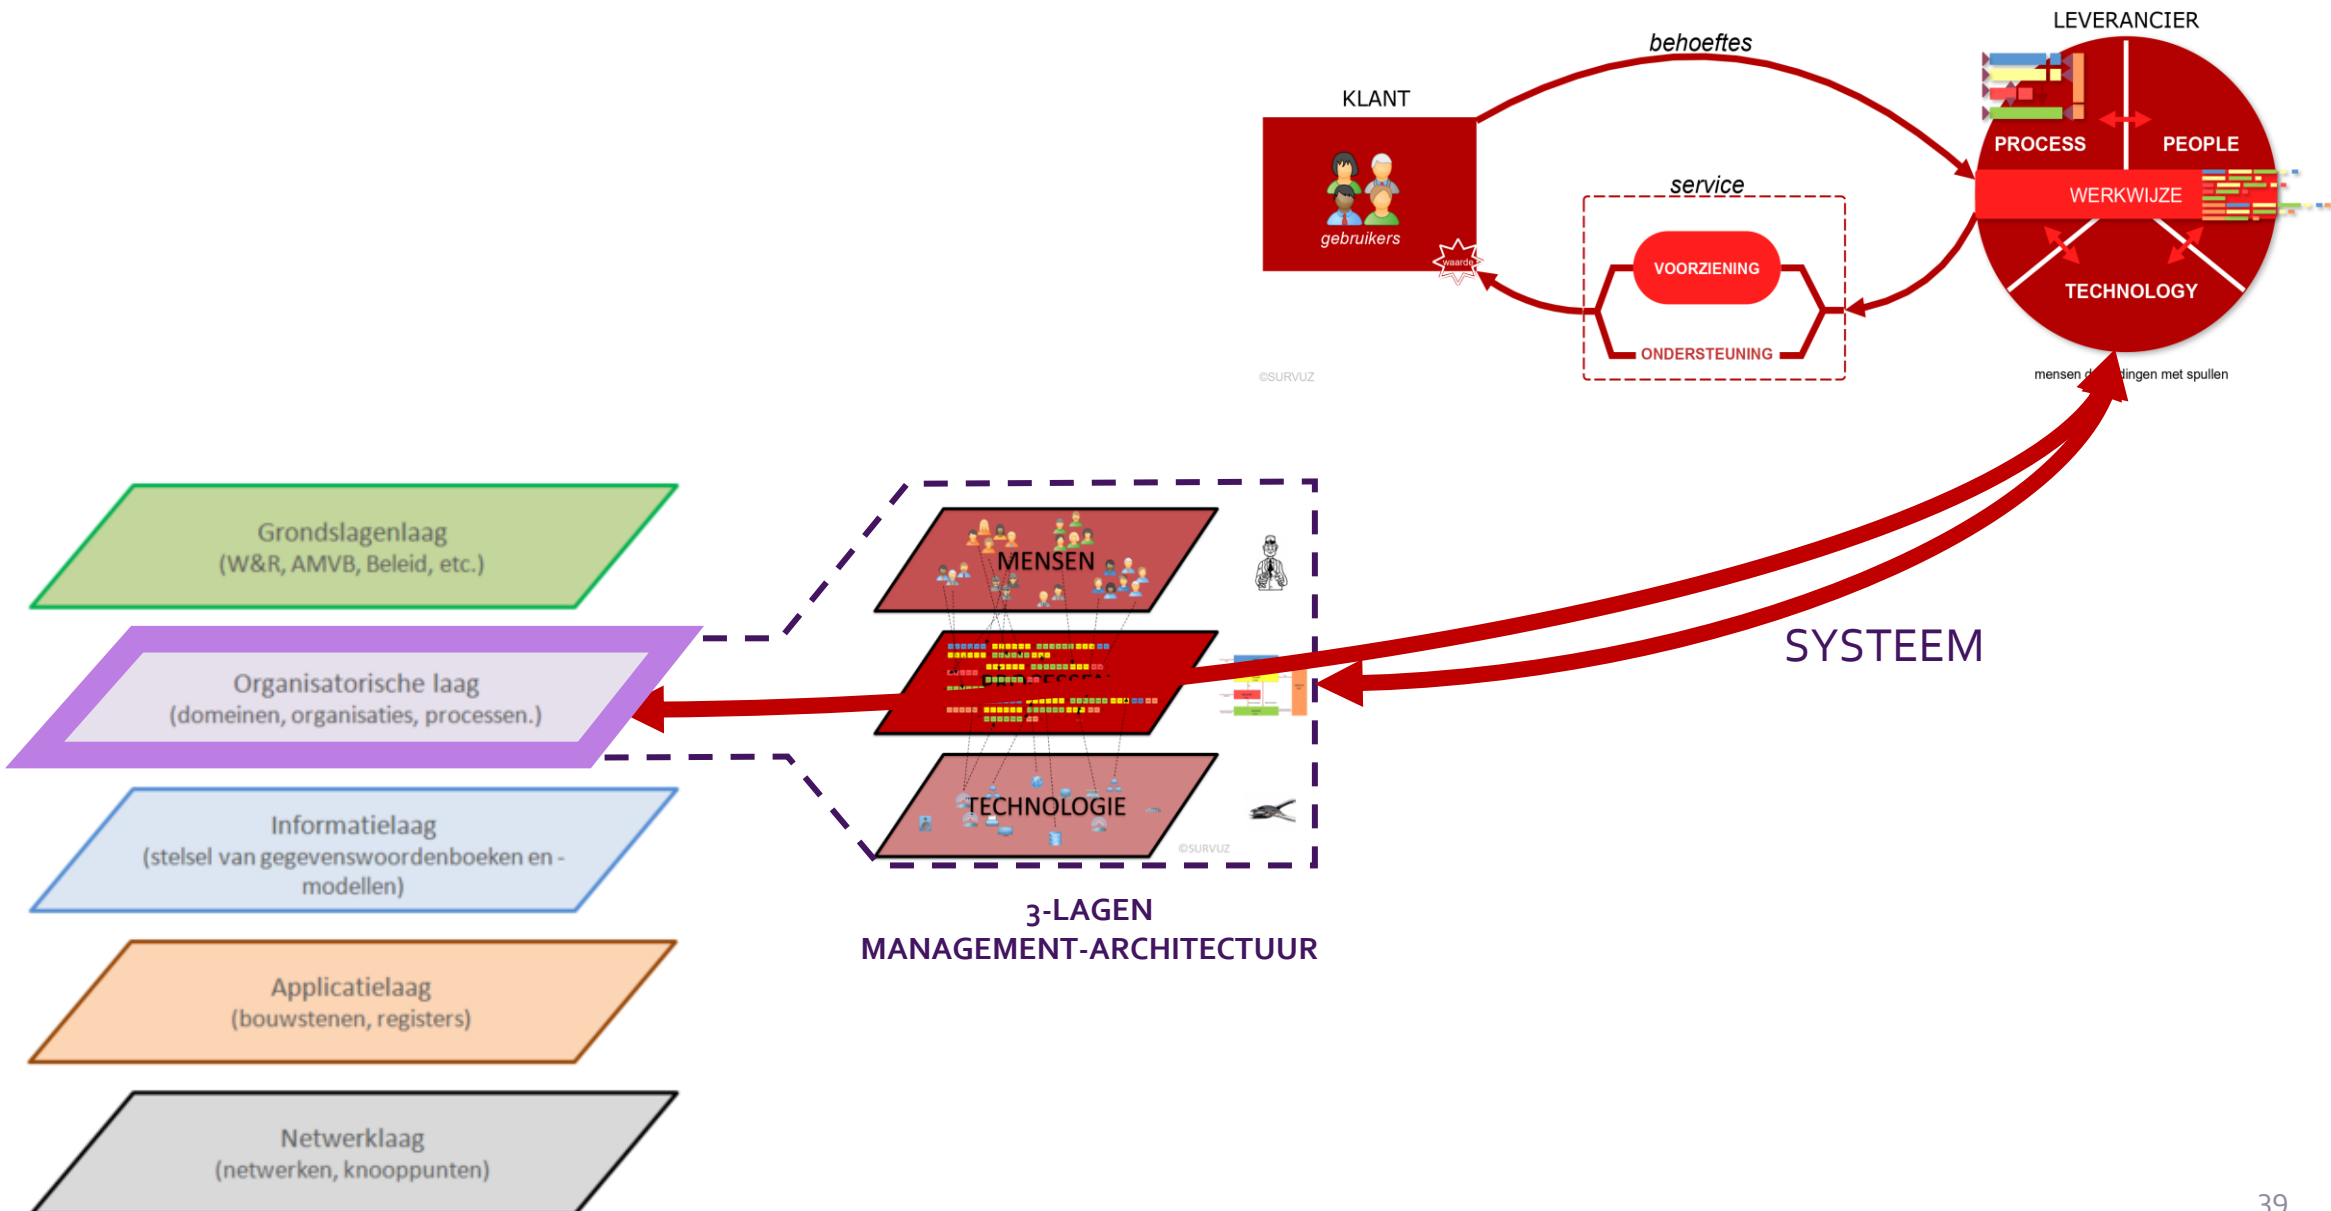 LEVERANCIER
behoeftes
KLANT
PROCESS
PEOPLE
service
WERKWIJZE
gebruikers
waarde
VOORZIENING
TECHNOLOGY
ONDERSTEUNING
©SURVUZ
mensen dingen met spullen
Grondslagenlaag
(W&R, AMVB, Beleid, etc.)
MENSEN
SYSTEEM
Organisatorische laag
(domeinen, organisaties, processen.)
Informatielaag
(stelsel van gegevenswoordenboeken en -
modellen)
TECHNOLOGIE
©SURVUZ
3-LAGEN
MANAGEMENT-ARCHITECTUUR
Applicatielaag
(bouwstenen, registers)
Netwerklaag
(netwerken, knooppunten)
39